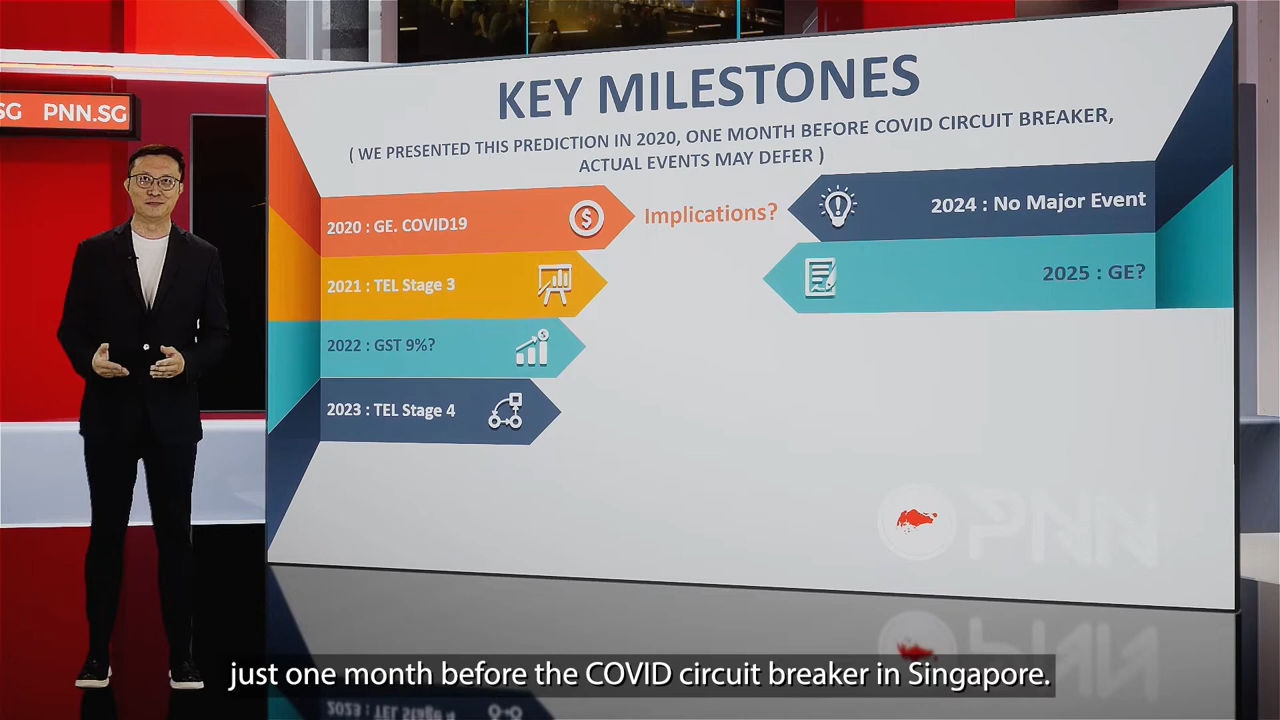 SG PNN.SG
KEY MILESTONES
( WE PRESENTED THIS PREDICTION IN 2020, ONE MONTH BEFORE COVID CIRCUIT BREAKER,
ACTUAL EVENTS MAY DEFER )
2020 : GE. COVID19
Implications?
2021 : TEL Stage 3
2022 : GST 9%?
2023 : TEL Stage 4
2024 : No Major Event
2025 : GE?
PNN
just one month before the COVID circuit breaker in Singapore.